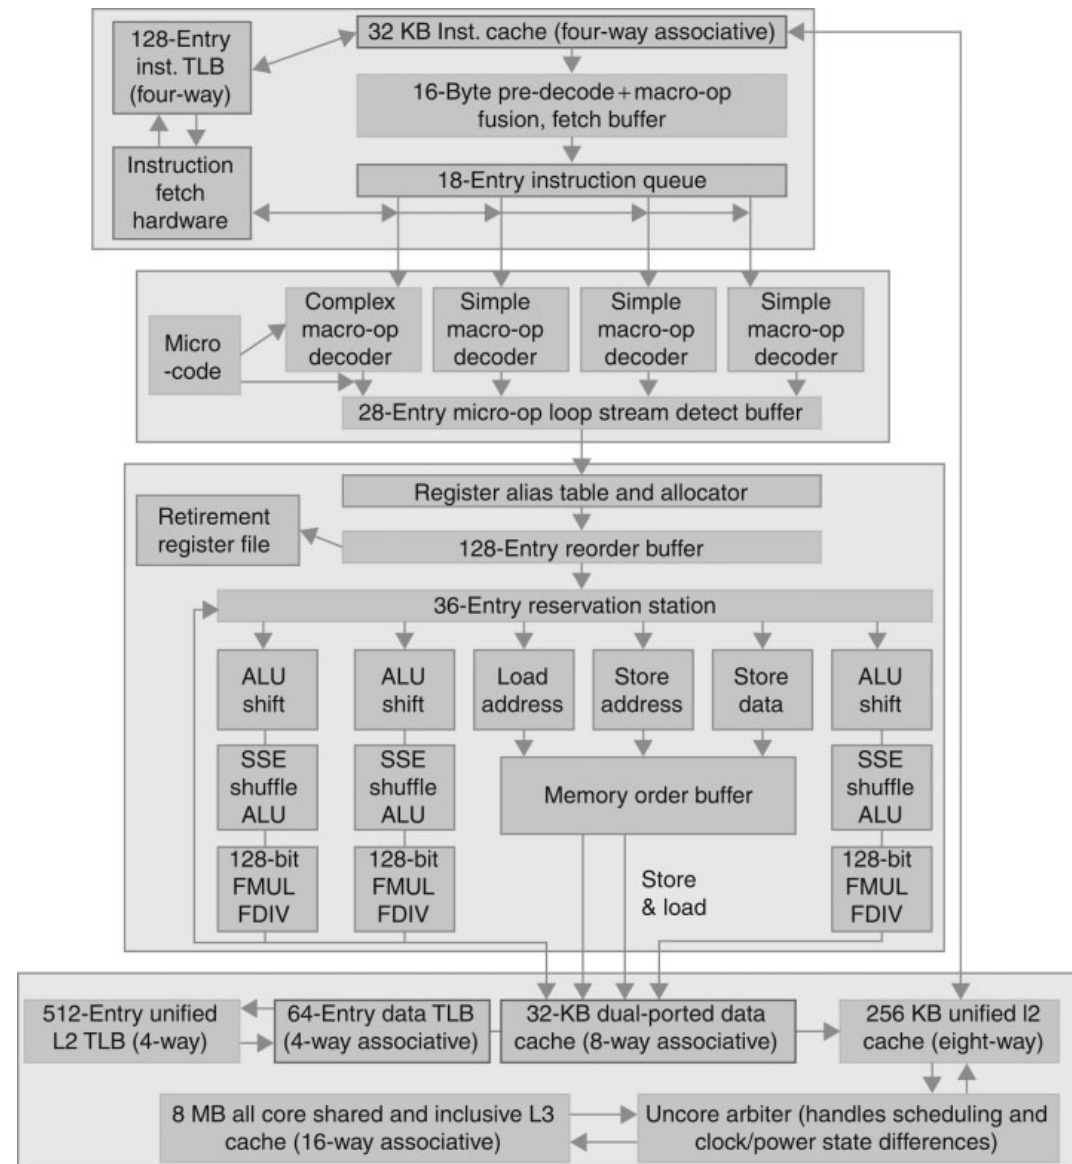 128-Entry
inst. TLB
(four-way)
32 KB Inst. cache (four-way associative)
16-Byte pre-decode+macro-op
fusion, fetch buffer
Instruction
fetch
hardware
18-Entry instruction queue
Micro
-code
Complex
macro-op
decoder
Simple
macro-op
decoder
Simple
macro-op
decoder
Simple
macro-op
decoder
28-Entry micro-op loop stream detect buffer
Register alias table and allocator
Retirement
register file
128-Entry reorder buffer
36-Entry reservation station
ALU
shift
ALU
shift
Load
address
Store
address
Store
data
ALU
shift
SSE
shuffle
ALU
SSE
shuffle
ALU
Memory order buffer
SSE
shuffle
ALU
128-bit
FMUL
FDIV
128-bit
FMUL
FDIV
Store
& load
128-bit
FMUL
FDIV
512-Entry unified
L2 TLB (4-way)
64-Entry data TLB
(4-way associative)
32-KB dual-ported data
cache (8-way associative)
256 KB unified l2
cache (eight-way)
8 MB all core shared and inclusive L3
cache (16-way associative)
Uncore arbiter (handles scheduling and
clock/power state differences)